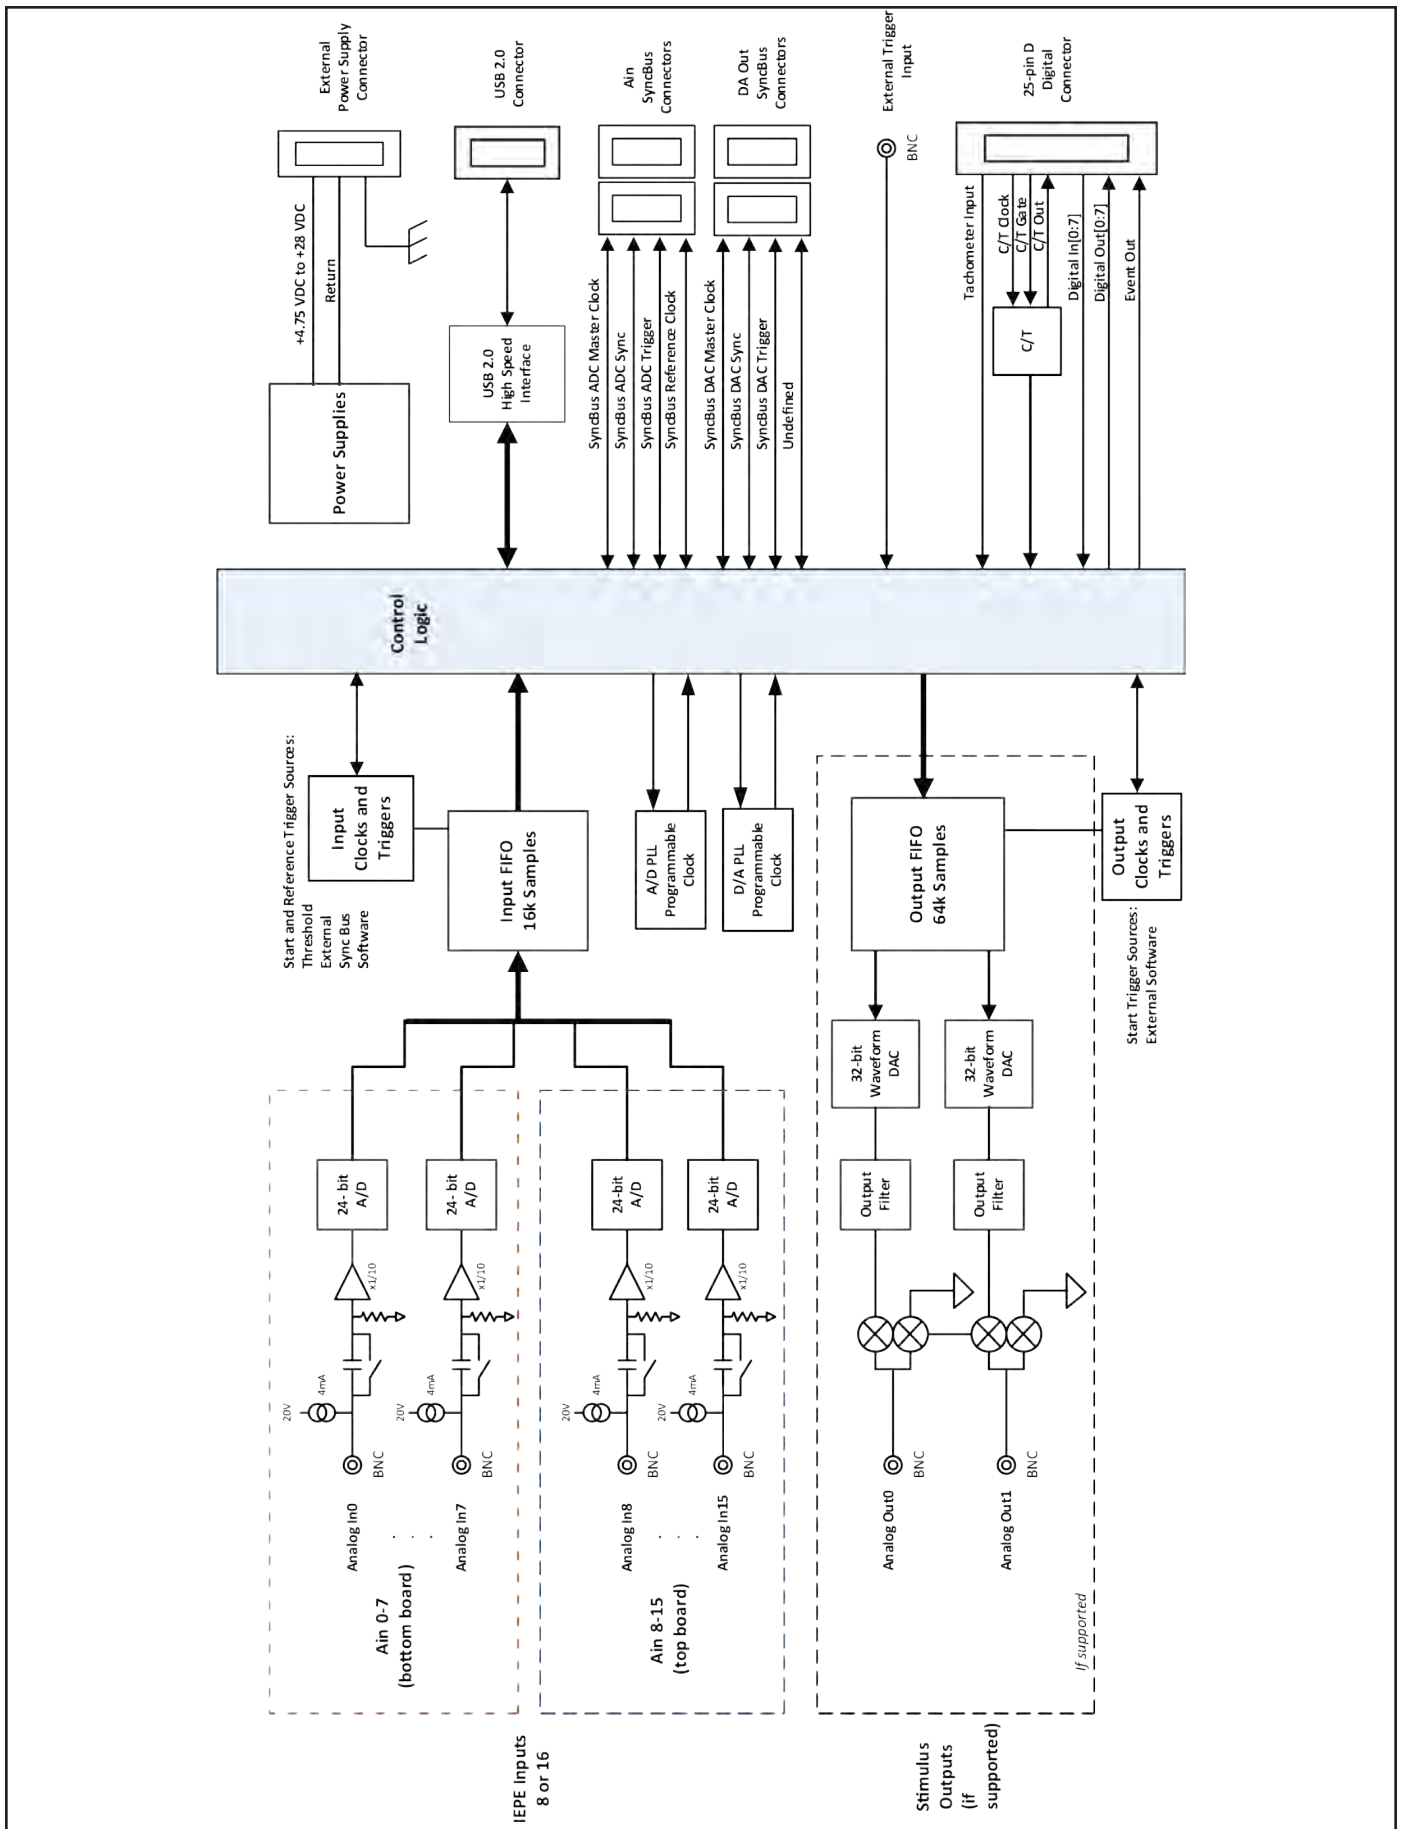 IEPE Inputs
8 or 16
Ain 0-7
(bottom board)
Analog In0
.
.
.
Analog In7
BNC
BNC
20V
4mA
20V
4mA
x1/10
x1/10
24- bit
A/D
24- bit
A/D
Ain 8-15
(top board)
Analog In8
.
.
.
Analog In15
BNC
BNC
20V
4mA
20V
4mA
x1/10
x1/10
24-bit
A/D
24-bit
A/D
Start and Reference Trigger Sources:
Threshold
External
Sync Bus
Software
Input
Clocks and
Triggers
Input FIFO
16k Samples
A/D PLL
Programmable
Clock
D/A PLL
Programmable
Clock
Stimulus
Outputs
(if
supported)
If supported
Analog Out0
BNC
Analog Out1
BNC
Output
Filter
Output
Filter
32-bit
Waveform
DAC
32-bit
Waveform
DAC
Output FIFO
64k Samples
Output
Clocks and
Triggers
Start Trigger Sources:
External Software
Control
Logic
Power Supplies
+4.75 VDC to +28 VDC
Return
External
Power Supply
Connector
USB 2.0
High Speed
Interface
USB 2.0
Connector
SyncBus ADC Master Clock
SyncBus ADC Sync
SyncBus ADC Trigger
SyncBus Reference Clock
Ain
SyncBus
Connectors
SyncBus DAC Master Clock
SyncBus DAC Sync
SyncBus DAC Trigger
Undefined
DA Out
SyncBus
Connectors
External Trigger
Input
BNC
Tachometer Input
C/T Clock
C/T Gate
C/T Out
C/T
Digital In[0:7]
Digital Out[0:7]
Event Out
25-pin D
Digital
Connector